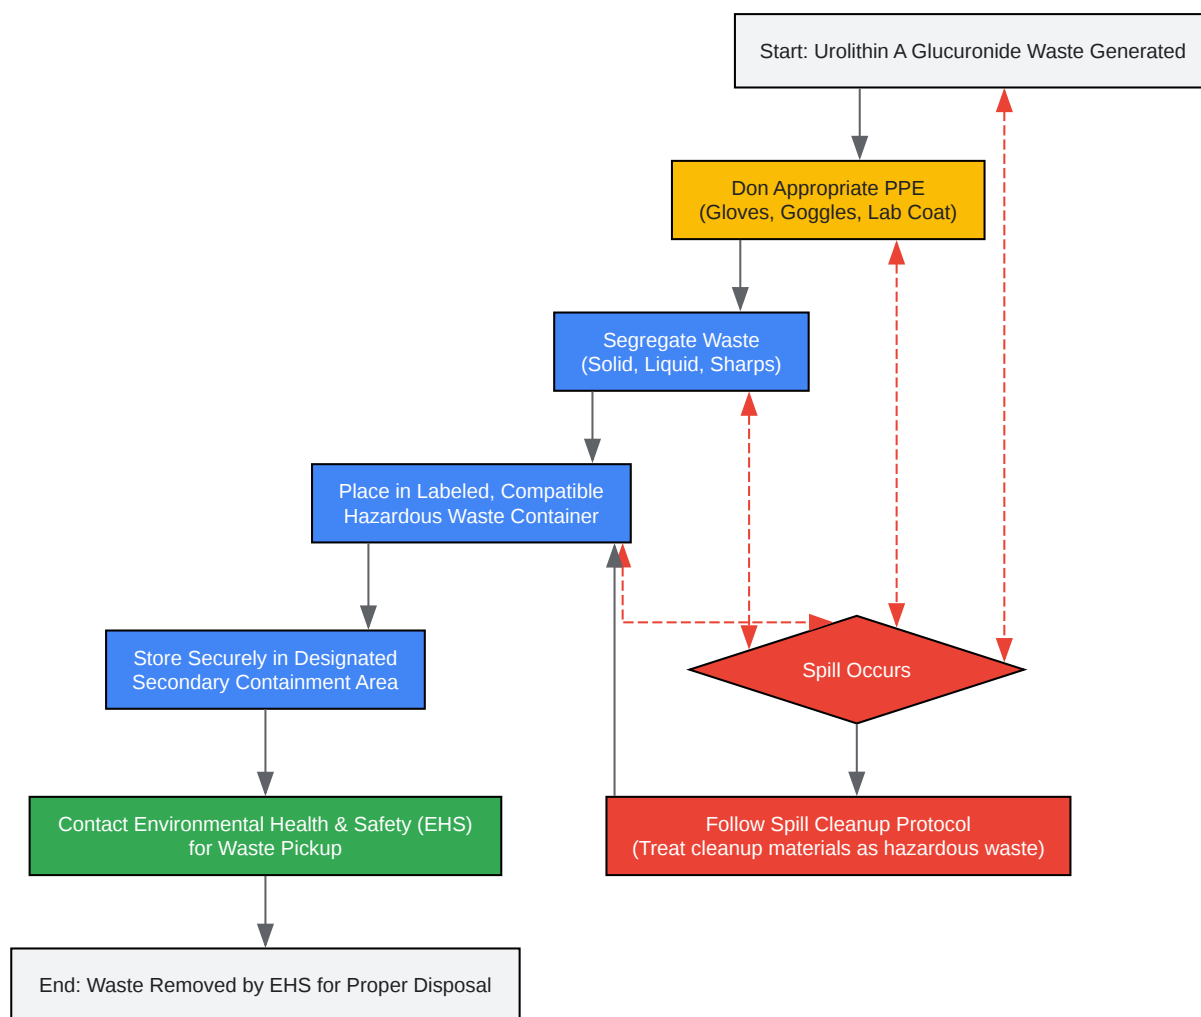 Start: Urolithin A Glucuronide Waste Generated
Don Appropriate PPE
(Gloves, Goggles, Lab Coat)
Segregate Waste
(Solid, Liquid, Sharps)
Place in Labeled, Compatible
Hazardous Waste Container
Store Securely in Designated
Secondary Containment Area
Spill Occurs
Contact Environmental Health & Safety (EHS)
for Waste Pickup
Follow Spill Cleanup Protocol
(Treat cleanup materials as hazardous waste)
End: Waste Removed by EHS for Proper Disposal